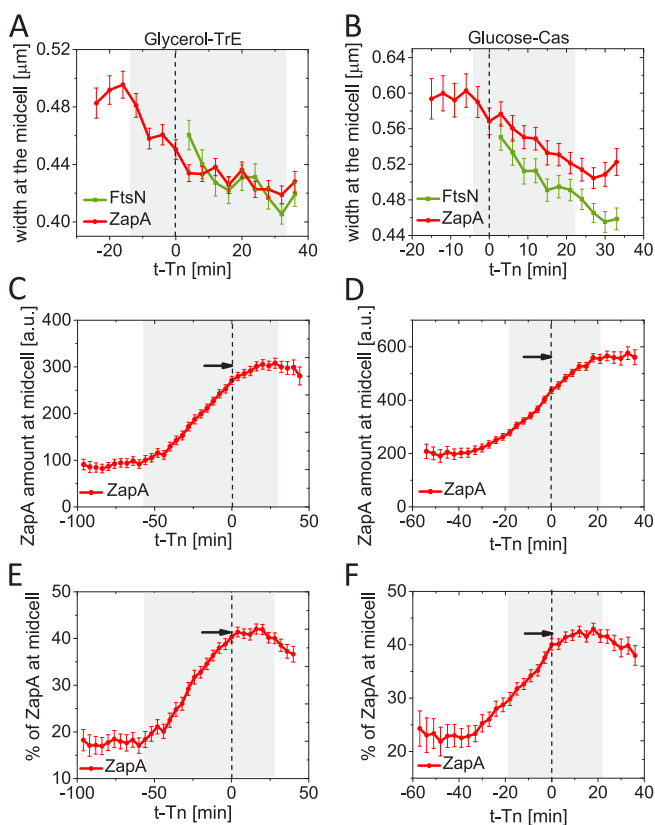 A
Glycerol-TrE
width at the midcell [µm]
0.52
0.48
0.44
0.40
FtsN
ZapA
-20
0
20
40
t-Tn [min]
B
Glucose-Cas
width at the midcell [µm]
0.64
0.60
0.56
0.52
0.48
0.44
FtsN
ZapA
-20
-10
0
10
20
30
40
t-Tn [min]
C
ZapA amount at midcell [a.u.]
400
300
200
100
0
ZapA
-100
-50
0
50
t-Tn [min]
D
ZapA amount at midcell [a.u.]
600
400
200
0
ZapA
-60
-40
-20
0
20
40
t-Tn [min]
E
% of ZapA at midcell
50
40
30
20
10
ZapA
-100
-50
0
50
t-Tn [min]
F
% of ZapA at midcell
50
40
30
20
ZapA
-60
-40
-20
0
20
40
t-Tn [min]